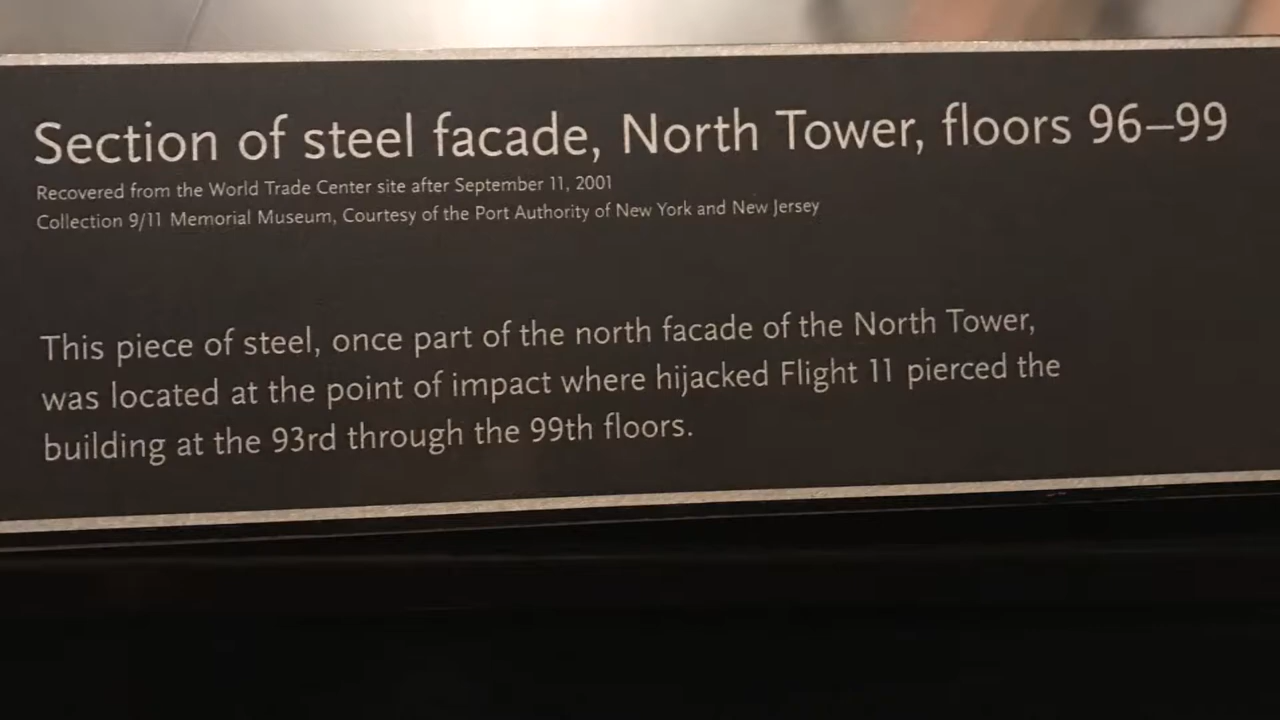 Section of steel facade, North Tower, floors 96–99
Recovered from the World Trade Center site after September 11, 2001
Collection 9/11 Memorial Museum, Courtesy of the Port Authority of New York and New Jersey
This piece of steel, once part of the north facade of the North Tower,
was located at the point of impact where hijacked Flight 11 pierced the
building at the 93rd through the 99th floors.